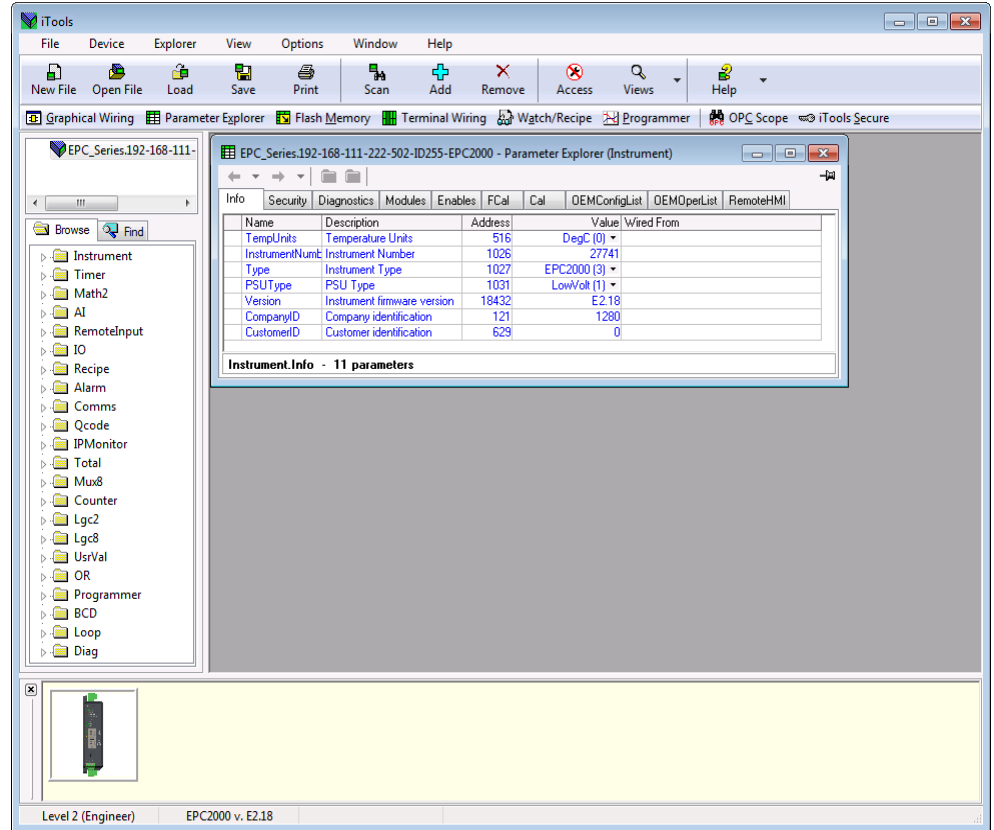 iTools
File Device Explorer View Options Window Help
New File Open File Load Save Print Scan Add Remove Access Views Help
Graphical Wiring Parameter Explorer Flash Memory Terminal Wiring Watch/Recipe Programmer OPC Scope iTools Secure
EPC_Series.192-168-111-
EPC_Series.192-168-111-222-502-ID255-EPC2000 - Parameter Explorer (Instrument)
Info Security Diagnostics Modules Enables FCal Cal OEMConfigList OEMOperList RemoteHMI
Name Description Address Value Wired From
TempUnits Temperature Units 516 DegC (0)
InstrumentNumb Instrument Number 1026 27741
Type Instrument Type 1027 EPC2000 (3)
PSUType PSU Type 1031 LowVolt (1)
Version Instrument firmware version 18432 E2.18
CompanyID Company identification 121 1280
CustomerID Customer identification 629 0
Instrument.Info - 11 parameters
Browse Find
Instrument
Timer
Math2
AI
RemoteInput
IO
Recipe
Alarm
Comms
Qcode
IPMonitor
Total
Mux8
Counter
Lgc2
Lgc8
UsrVal
OR
Programmer
BCD
Loop
Diag
Level 2 (Engineer) EPC2000 v. E2.18